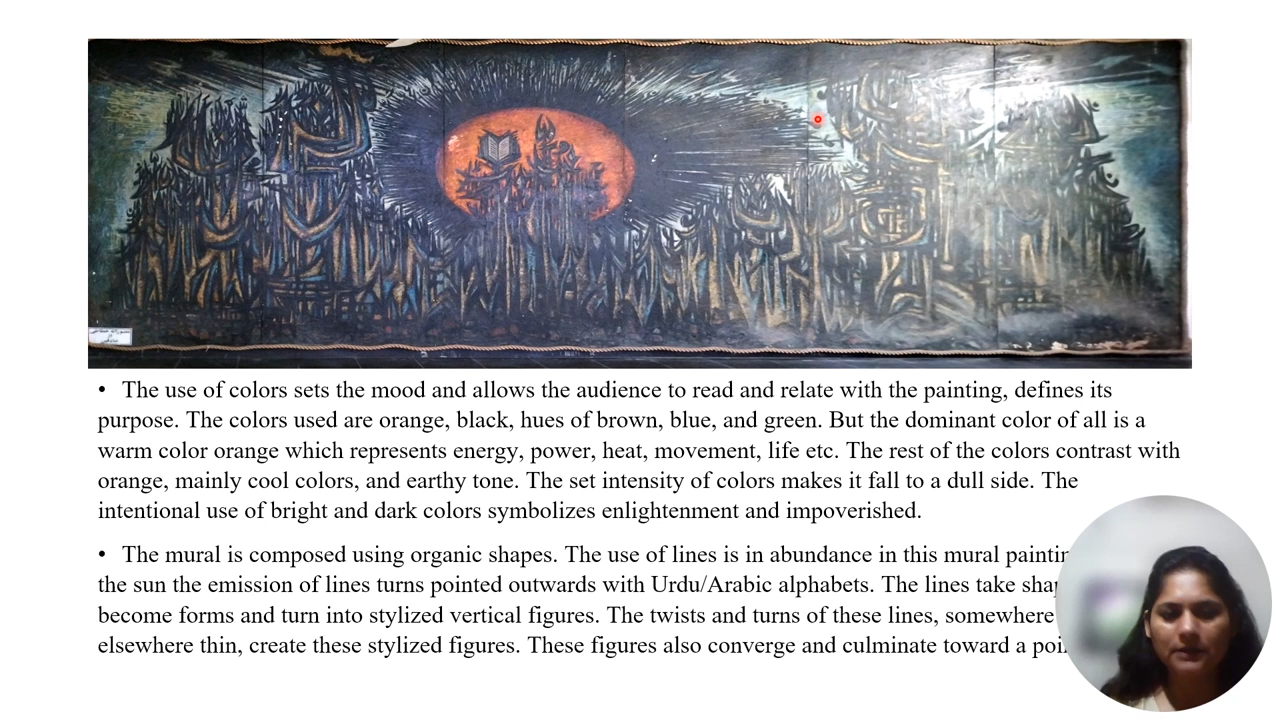 • The use of colors sets the mood and allows the audience to read and relate with the painting, defines its
purpose. The colors used are orange, black, hues of brown, blue, and green. But the dominant color of all is a
warm color orange which represents energy, power, heat, movement, life etc. The rest of the colors contrast with
orange, mainly cool colors, and earthy tone. The set intensity of colors makes it fall to a dull side. The
intentional use of bright and dark colors symbolizes enlightenment and impoverished.
• The mural is composed using organic shapes. The use of lines is in abundance in this mural
the sun the emission of lines turns pointed outwards with Urdu/Arabic alphabets. The lines take
become forms and turn into stylized vertical figures. The twists and turns of these lines, somewhere
elsewhere thin, create these stylized figures. These figures also converge and culminate toward a